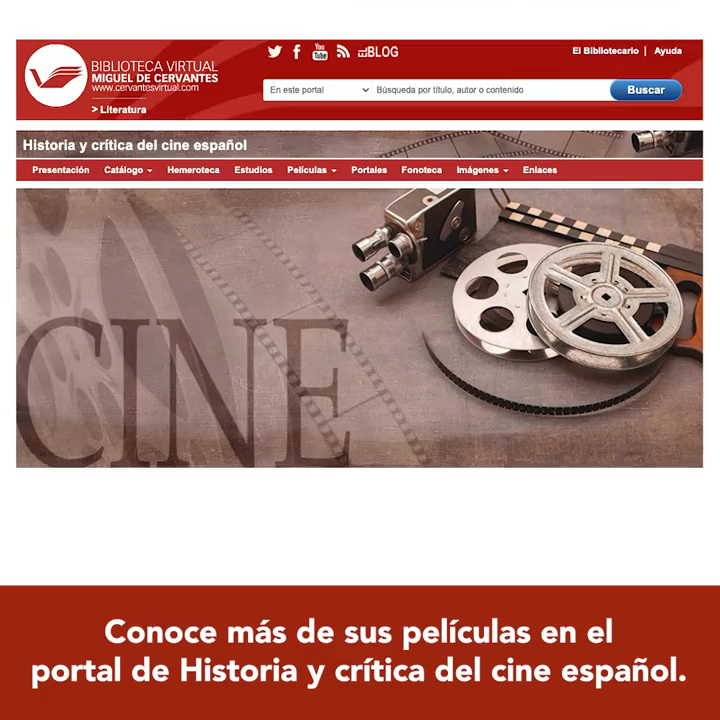 BIBLIOTECA VIRTUAL
MIGUEL DE CERVANTES
www.cervantesvirtual.com
> Literatura
You Tube
BLOG
El Bibliotecario | Ayuda
En este portal
Búsqueda por título, autor o contenido
Buscar
Historia y crítica del cine español
Presentación Catálogo Hemeroteca Estudios Películas Portales Fonoteca Imágenes Enlaces
CINE
Conoce más de sus películas en el
portal de Historia y crítica del cine español.